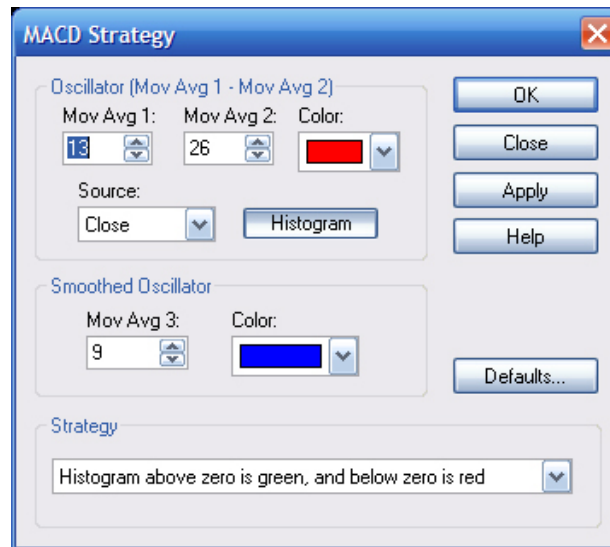 MACD Strategy
Oscillator (Mov Avg 1 - Mov Avg 2)
Mov Avg 1: Mov Avg 2: Color:
13 26
Source:
Close Histogram
OK
Close
Apply
Help
Smoothed Oscillator
Mov Avg 3: Color:
9
Defaults...
Strategy
Histogram above zero is green, and below zero is red